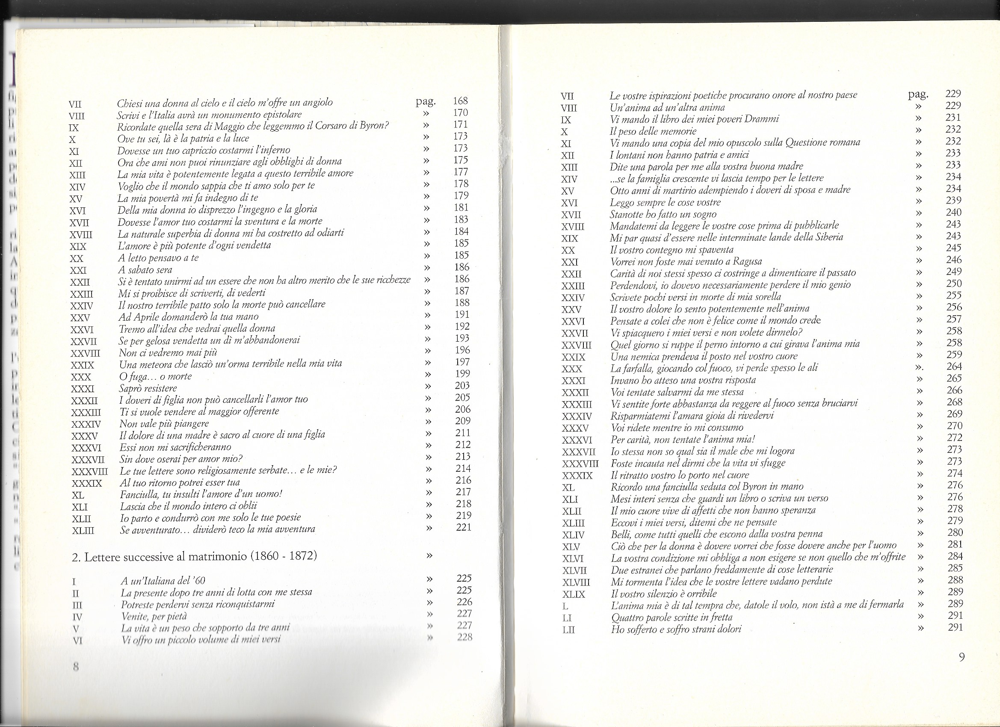 VII Chiesi una donna al cielo e il cielo m'offre un angiolo pag. 168
VIII Scrivi e l'Italia avrà un monumento epistolare » 170
IX Ricordate quella sera di Maggio che leggemmo il Corsaro di Byron? » 171
X Ove tu sei, là è la patria e la luce » 173
XI Dovesse un tuo capriccio costarmi l'inferno » 173
XII Ora che ami non puoi rinunziare agli obblighi di donna » 175
XIII La mia vita è potentemente legata a questo terribile amore » 177
XIV Voglio che il mondo sappia che ti amo solo per te » 178
XV La mia povertà mi fa indegno di te » 179
XVI Della mia donna io disprezzo l'ingegno e la gloria » 181
XVII Dovesse l'amor tuo costarmi la sventura e la morte » 183
XVIII La naturale superbia di donna mi ha costretto ad odiarti » 184
XIX L'amore è più potente d'ogni vendetta » 185
XX A letto pensavo a te » 185
XXI A sabato sera » 186
XXII Si è tentato unirmi ad un essere che non ha altro merito che le sue ricchezze » 186
XXIII Mi si proibisce di scriverti, di vederti » 187
XXIV Il nostro terribile patto solo la morte può cancellare » 188
XXV Ad Aprile domanderò la tua mano » 191
XXVI Tremo all'idea che vedrai quella donna » 192
XXVII Se per gelosa vendetta un dì m'abbandonerai » 193
XXVIII Non ci vedremo mai più » 196
XXIX Una meteora che lasciò un'orma terribile nella mia vita » 197
XXX O fuga... o morte » 199
XXXI Saprò resistere » 203
XXXII I doveri di figlia non può cancellarli l'amor tuo » 205
XXXIII Ti si vuole vendere al maggior offerente » 206
XXXIV Non vale più piangere » 209
XXXV Il dolore di una madre è sacro al cuore di una figlia » 211
XXXVI Essi non mi sacrificheranno » 212
XXXVII Sin dove oserai per amor mio? » 213
XXXVIII Le tue lettere sono religiosamente serbate... e le mie? » 214
XXXIX Al tuo ritorno potrei esser tua » 216
XL Fanciulla, tu insulti l'amore d'un uomo! » 217
XLI Lascia che il mondo intero ci oblii » 218
XLII Io parto e condurrò con me solo le tue poesie » 219
XLIII Se avventurato... dividerò teco la mia avventura » 221
2. Lettere successive al matrimonio (1860 - 1872) »
I A un'Italiana del '60 » 225
II La presente dopo tre anni di lotta con me stessa » 225
III Potreste perdervi senza riconquistarmi » 226
IV Venite, per pietà » 227
V La vita è un peso che sopporto da tre anni » 227
VI Vi offro un piccolo volume di miei versi » 228
8
VII Le vostre ispirazioni poetiche procurano onore al nostro paese pag. 229
VIII Un'anima ad un'altra anima » 229
IX Vi mando il libro dei miei poveri Drammi » 231
X Il peso delle memorie » 232
XI Vi mando una copia del mio opuscolo sulla Questione romana » 232
XII I lontani non hanno patria e amici » 233
XIII Dite una parola per me alla vostra buona madre » 233
XIV ...se la famiglia crescente vi lascia tempo per le lettere » 234
XV Otto anni di martirio adempiendo i doveri di sposa e madre » 234
XVI Leggo sempre le cose vostre » 239
XVII Stanotte ho fatto un sogno » 240
XVIII Mandatemi da leggere le vostre cose prima di pubblicarle » 243
XIX Mi par quasi d'essere nelle interminate lande della Siberia » 243
XX Il vostro contegno mi spaventa » 245
XXI Vorrei non foste mai venuto a Ragusa » 246
XXII Carità di noi stessi spesso ci costringe a dimenticare il passato » 249
XXIII Perdendovi, io dovevo necessariamente perdere il mio genio » 250
XXIV Scrivete pochi versi in morte di mia sorella » 255
XXV Il vostro dolore lo sento potentemente nell'anima » 256
XXVI Pensate a colei che non è felice come il mondo crede » 257
XXVII Vi spiacquero i miei versi e non volete dirmelo? » 258
XXVIII Quel giorno si ruppe il perno intorno a cui girava l'anima mia » 258
XXIX Una nemica prendeva il posto nel vostro cuore » 259
XXX La farfalla, giocando col fuoco, vi perde spesso le ali ». 264
XXXI Invano ho atteso una vostra risposta » 265
XXXII Voi tentate salvarmi da me stessa » 266
XXXIII Vi sentite forte abbastanza da reggere al fuoco senza bruciarvi » 268
XXXIV Risparmiatemi l'amara gioia di rivedervi » 269
XXXV Voi ridete mentre io mi consumo » 270
XXXVI Per carità, non tentate l'anima mia! » 272
XXXVII Io stessa non so qual sia il male che mi logora » 273
XXXVIII Foste incauta nel dirmi che la vita vi sfugge » 273
XXXIX Il ritratto vostro lo porto nel cuore » 274
XL Ricordo una fanciulla seduta col Byron in mano » 276
XLI Mesi interi senza che guardi un libro o scriva un verso » 276
XLII Il mio cuore vive di affetti che non hanno speranza » 278
XLIII Eccovi i miei versi, ditemi che ne pensate » 279
XLIV Belli, come tutti quelli che escono dalla vostra penna » 280
XLV Ciò che per la donna è dovere vorrei che fosse dovere anche per l'uomo » 281
XLVI La vostra condizione mi obbliga a non esigere se non quello che m'offrite » 284
XLVII Due estranei che parlano freddamente di cose letterarie » 285
XLVIII Mi tormenta l'idea che le vostre lettere vadano perdute » 288
XLIX Il vostro silenzio è orribile » 289
L L'anima mia è di tal tempra che, datole il volo, non istà a me di fermarla » 289
LI Quattro parole scritte in fretta » 291
LII Ho sofferto e soffro strani dolori » 291
9